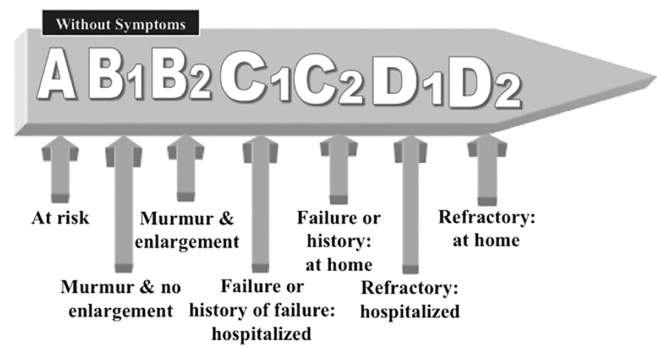 Without Symptoms
A B1 B2 C1 C2 D1 D2
At risk
Murmur & no
enlargement
Murmur &
enlargement
Failure or
history of failure:
hospitalized
Failure or
history:
at home
Refractory:
hospitalized
Refractory:
at home